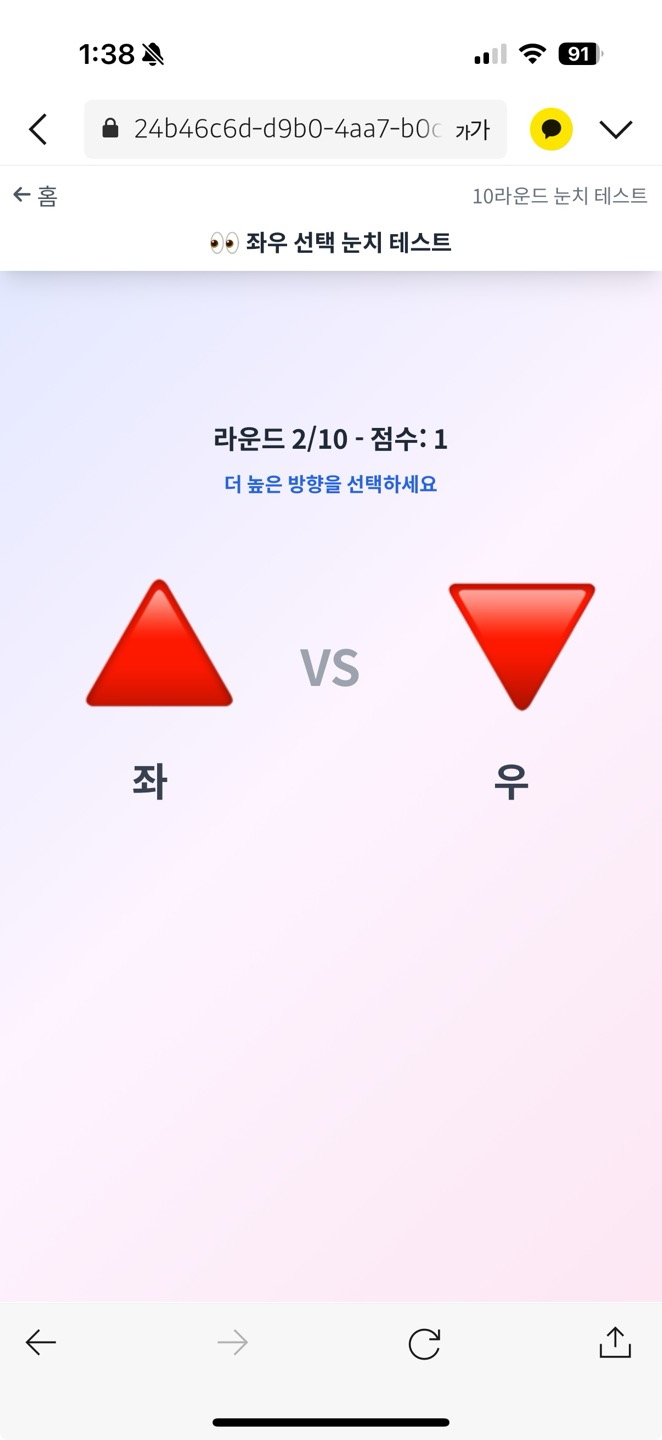 1:38
91
24b46c6d-d9b0-4aa7-b0c 가가
← 홈
10라운드 눈치 테스트
👀 좌우 선택 눈치 테스트
라운드 2/10 - 점수: 1
더 높은 방향을 선택하세요
VS
좌
우